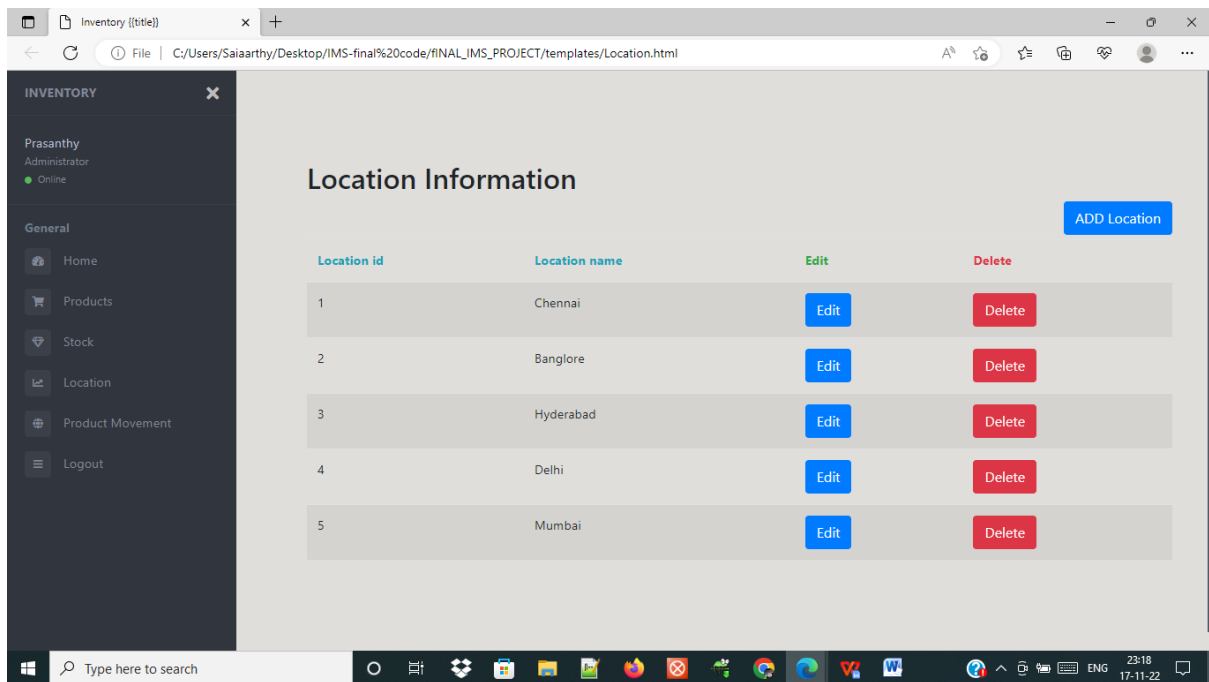 Inventory {{title}}
File | C:/Users/Saiaarthy/Desktop/IMS-final%20code/fINAL_IMS_PROJECT/templates/Location.html
INVENTORY
Prasanthy
Administrator
Online
General
Home
Products
Stock
Location
Product Movement
Logout
Location Information
ADD Location
Location id Location name Edit Delete
1 Chennai Edit Delete
2 Banglore Edit Delete
3 Hyderabad Edit Delete
4 Delhi Edit Delete
5 Mumbai Edit Delete
Type here to search
ENG
23:18
17-11-22